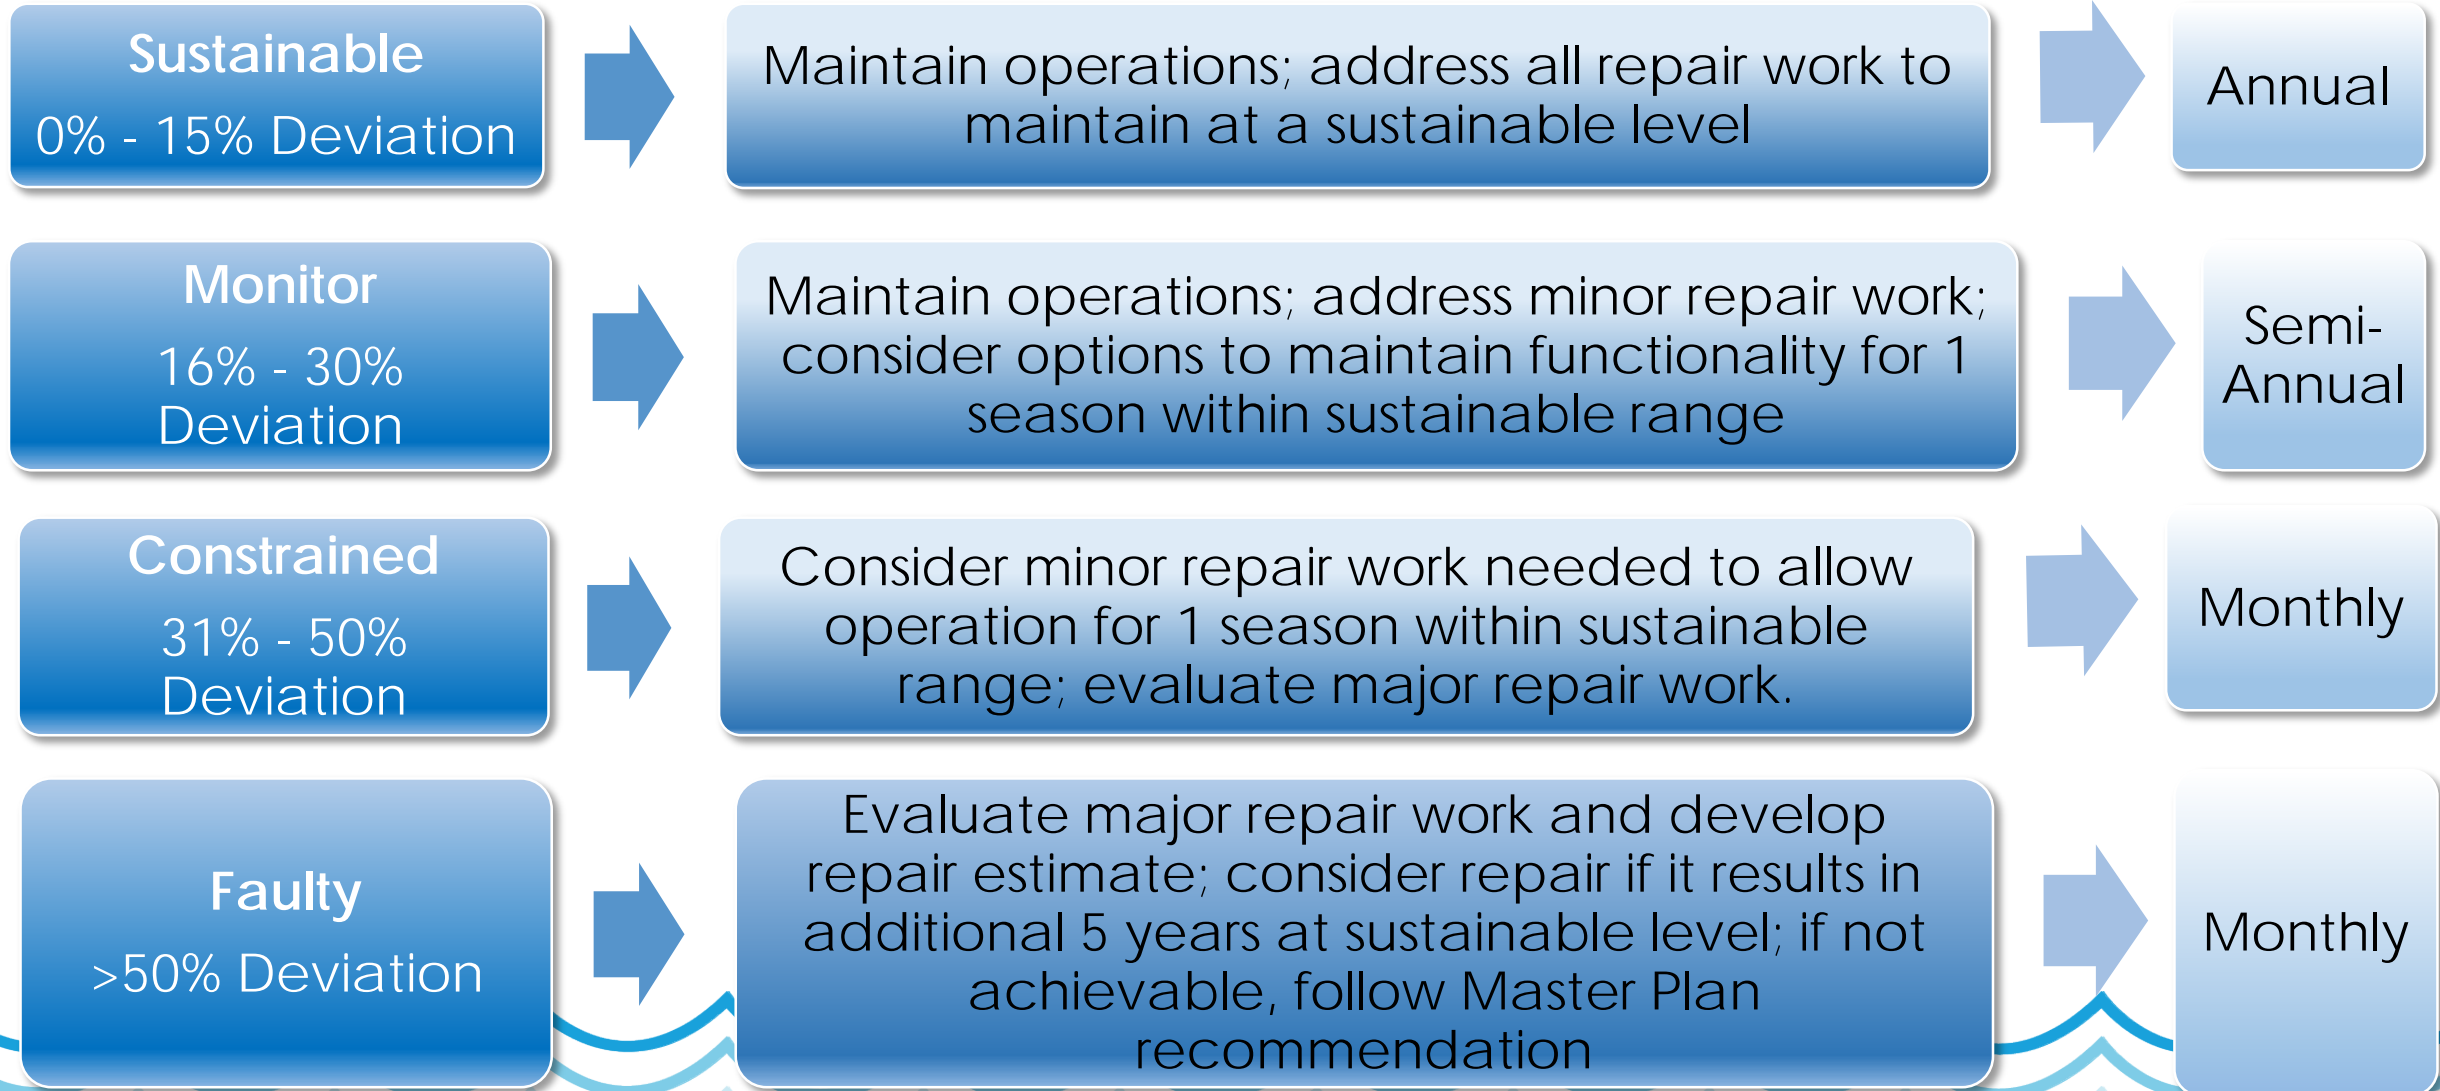 Sustainable
0% - 15% Deviation
Maintain operations; address all repair work to
maintain at a sustainable level
Annual
Monitor
16% - 30%
Deviation
Maintain operations; address minor repair work;
consider options to maintain functionality for 1
season within sustainable range
Semi-
Annual
Constrained
31% - 50%
Deviation
Consider minor repair work needed to allow
operation for 1 season within sustainable
range; evaluate major repair work.
Monthly
Faulty
>50% Deviation
Evaluate major repair work and develop
repair estimate; consider repair if it results in
additional 5 years at sustainable level; if not
achievable, follow Master Plan
recommendation
Monthly